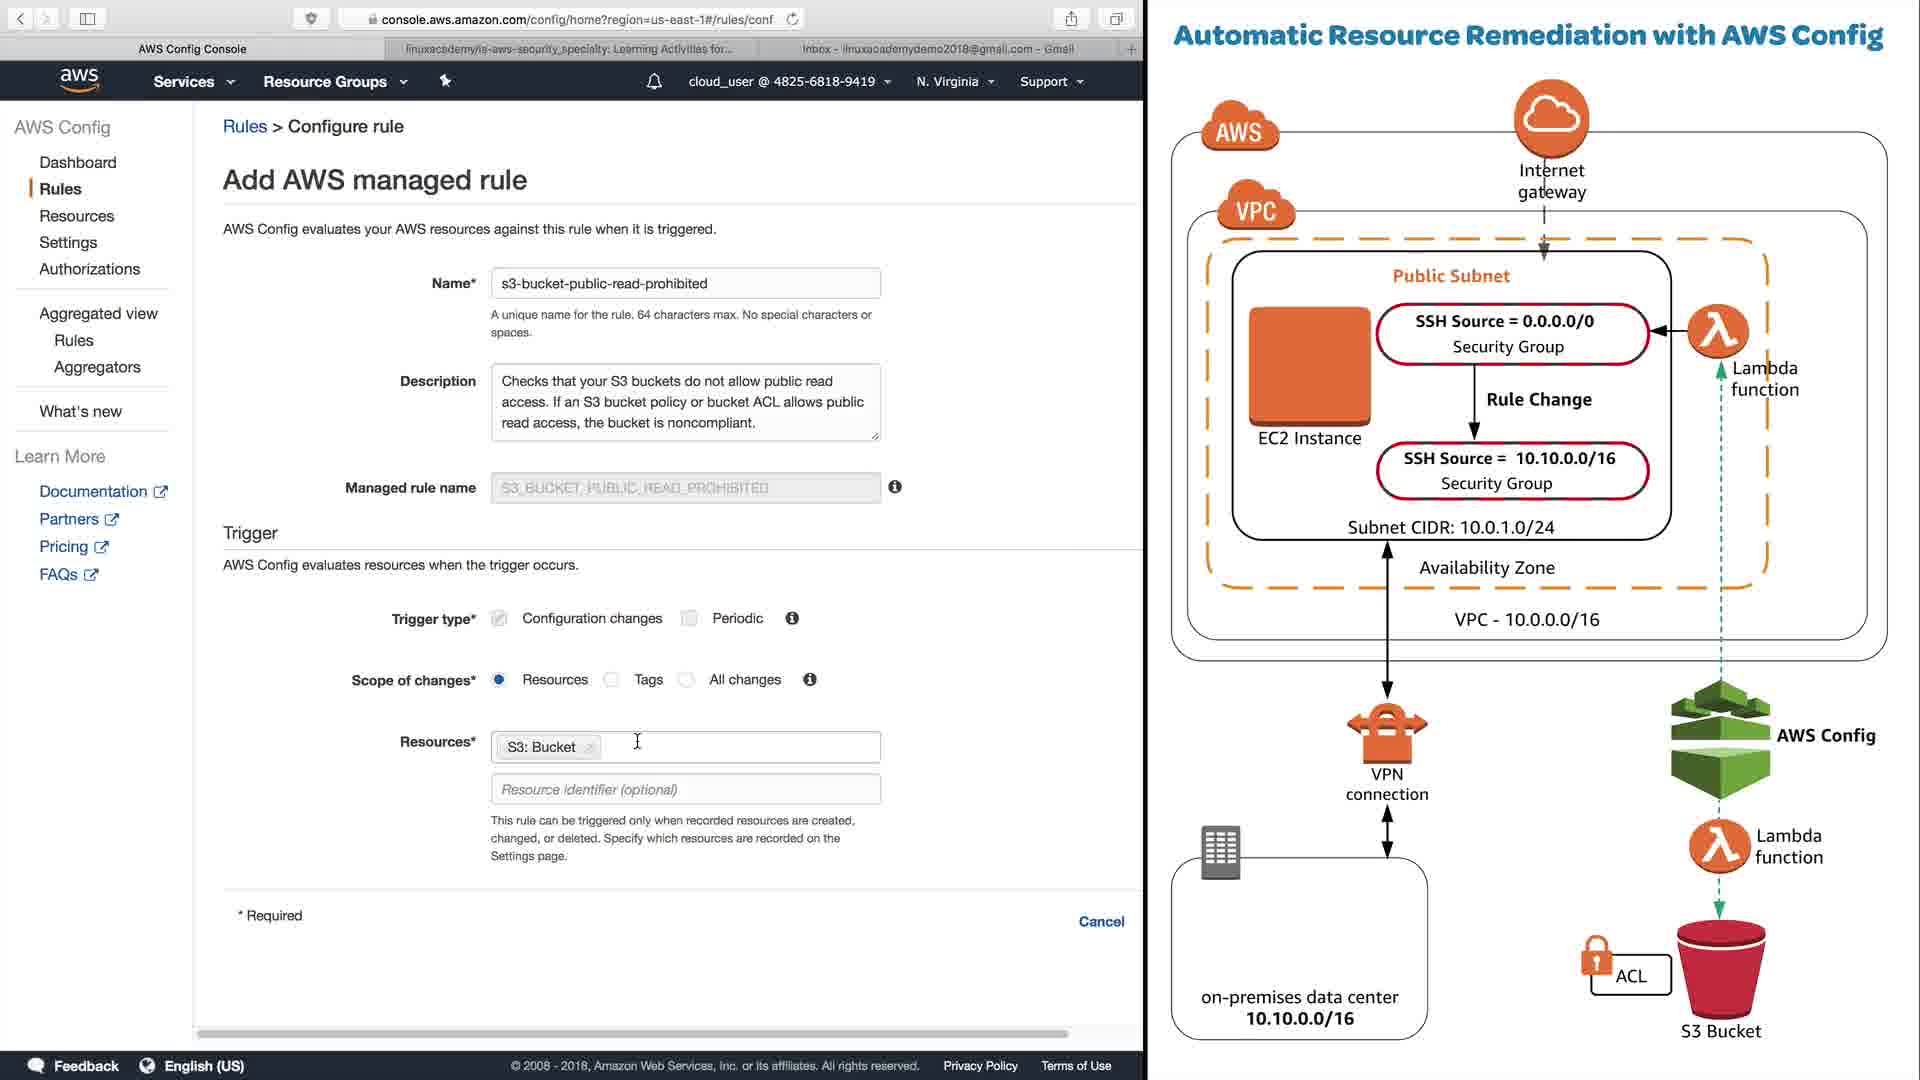 console.aws.amazon.com/config/home?region=us-east-1#/rules/conf
AWS Config Console
linuxacademy/la-aws-security_specialty: Learning Activities for...
Inbox - linuxacademydemo2018@gmail.com - Gmail
aws
Services
Resource Groups
cloud_user @ 4825-6818-9419
N. Virginia
Support
AWS Config
Dashboard
Rules
Resources
Settings
Authorizations
Aggregated view
Rules
Aggregators
What's new
Learn More
Documentation
Partners
Pricing
FAQs
Rules > Configure rule
Add AWS managed rule
AWS Config evaluates your AWS resources against this rule when it is triggered.
Name*
s3-bucket-public-read-prohibited
A unique name for the rule. 64 characters max. No special characters or
spaces.
Description
Checks that your S3 buckets do not allow public read
access. If an S3 bucket policy or bucket ACL allows public
read access, the bucket is noncompliant.
Managed rule name
S3_BUCKET_PUBLIC_READ_PROHIBITED
Trigger
AWS Config evaluates resources when the trigger occurs.
Trigger type*
Configuration changes
Periodic
Scope of changes*
Resources
Tags
All changes
Resources*
S3: Bucket
Resource identifier (optional)
This rule can be triggered only when recorded resources are created,
changed, or deleted. Specify which resources are recorded on the
Settings page.
* Required
Cancel
Feedback
English (US)
© 2008 - 2018, Amazon Web Services, Inc. or its affiliates. All rights reserved.
Privacy Policy
Terms of Use
Automatic Resource Remediation with AWS Config
AWS
Internet
gateway
VPC
Public Subnet
SSH Source = 0.0.0.0/0
Security Group
Lambda
function
Rule Change
EC2 Instance
SSH Source = 10.10.0.0/16
Security Group
Subnet CIDR: 10.0.1.0/24
Availability Zone
VPC - 10.0.0.0/16
AWS Config
VPN
connection
Lambda
function
ACL
on-premises data center
10.10.0.0/16
S3 Bucket